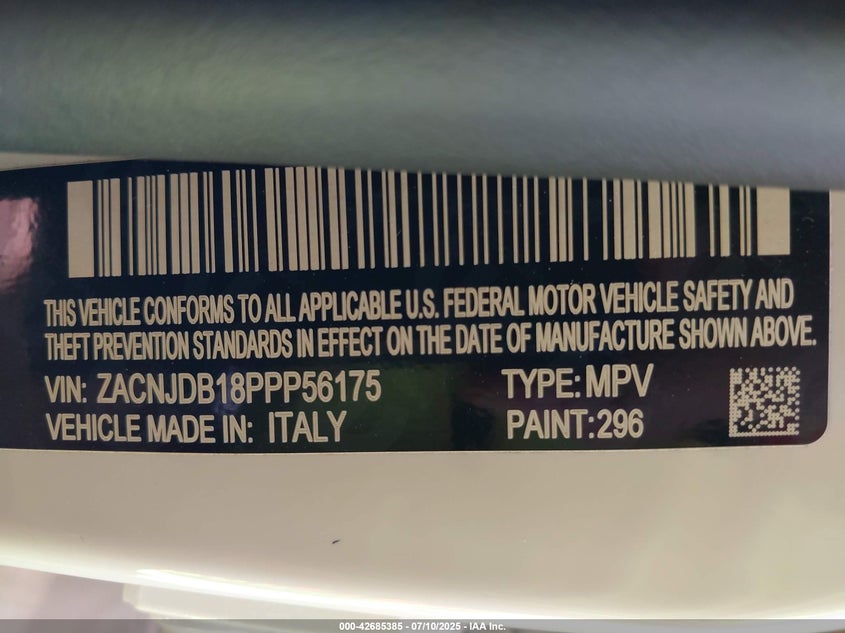 THIS VEHICLE CONFORMS TO ALL APPLICABLE U.S. FEDERAL MOTOR VEHICLE SAFETY AND
THEFT PREVENTION STANDARDS IN EFFECT ON THE DATE OF MANUFACTURE SHOWN ABOVE.
VIN: ZACNJDB18PPP56175 TYPE: MPV
VEHICLE MADE IN: ITALY PAINT: 296
000-42685385 - 07/10/2025 - IAA Inc.